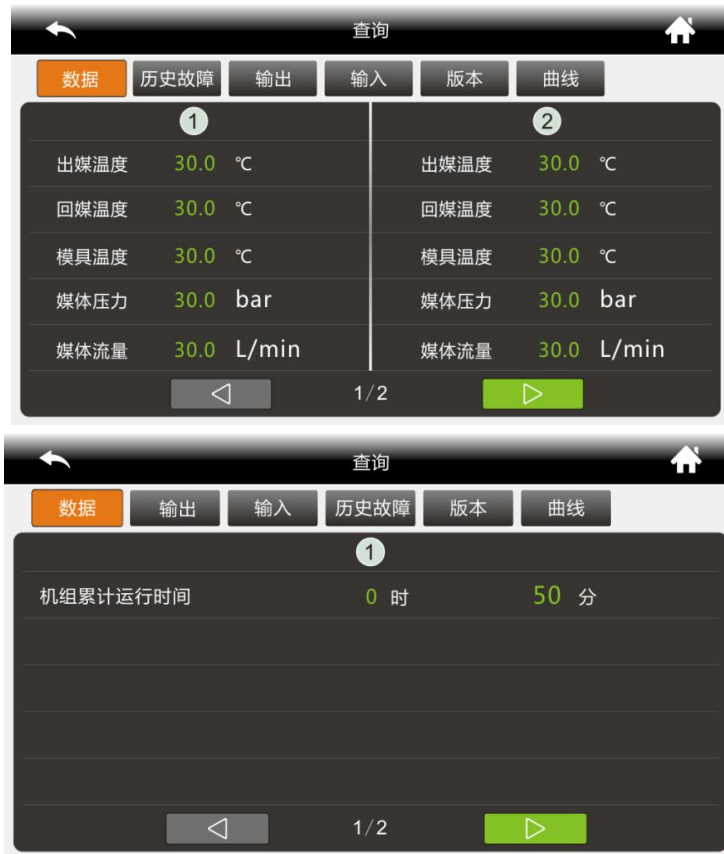 查询
数据 历史故障 输出 输入 版本 曲线
1 2
出媒温度 30.0 ℃ 出媒温度 30.0 ℃
回媒温度 30.0 ℃ 回媒温度 30.0 ℃
模具温度 30.0 ℃ 模具温度 30.0 ℃
媒体压力 30.0 bar 媒体压力 30.0 bar
媒体流量 30.0 L/min 媒体流量 30.0 L/min
1/2
查询
数据 输出 输入 历史故障 版本 曲线
1
机组累计运行时间 0 时 50 分
1/2